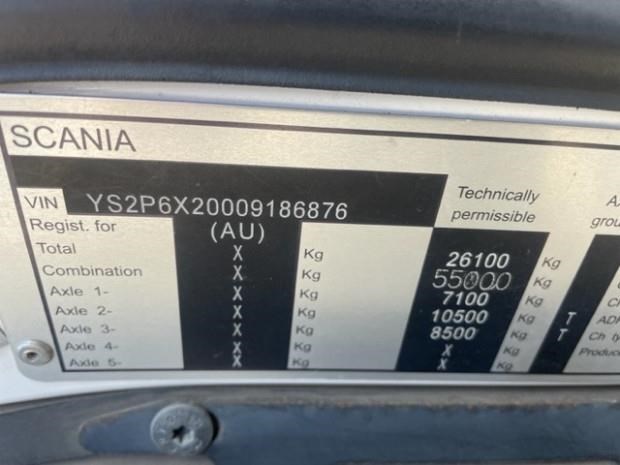 SCANIA
VIN YS2P6X20009186876 Technically
Regist. for (AU) permissible
Total X Kg 26100 Kg
Combination X Kg 55000 Kg
Axle 1- X Kg 7100 Kg
Axle 2- X Kg 10500 Kg T
Axle 3- X Kg 8500 Kg T
Axle 4- X Kg X Kg
Axle 5- X Kg X Kg